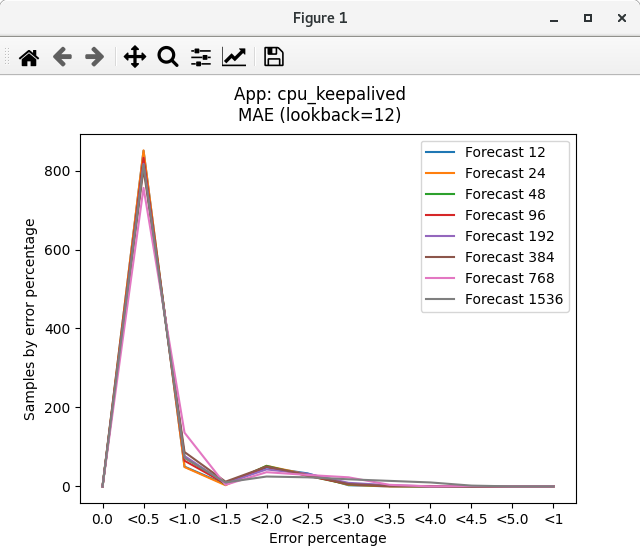 Figure 1
App: cpu_keepalived
MAE (lookback=12)
Forecast 12
Forecast 24
Forecast 48
Forecast 96
Forecast 192
Forecast 384
Forecast 768
Forecast 1536
Samples by error percentage
800
600
400
200
0
0.0 <0.5 <1.0 <1.5 <2.0 <2.5 <3.0 <3.5 <4.0 <4.5 <5.0 <1
Error percentage